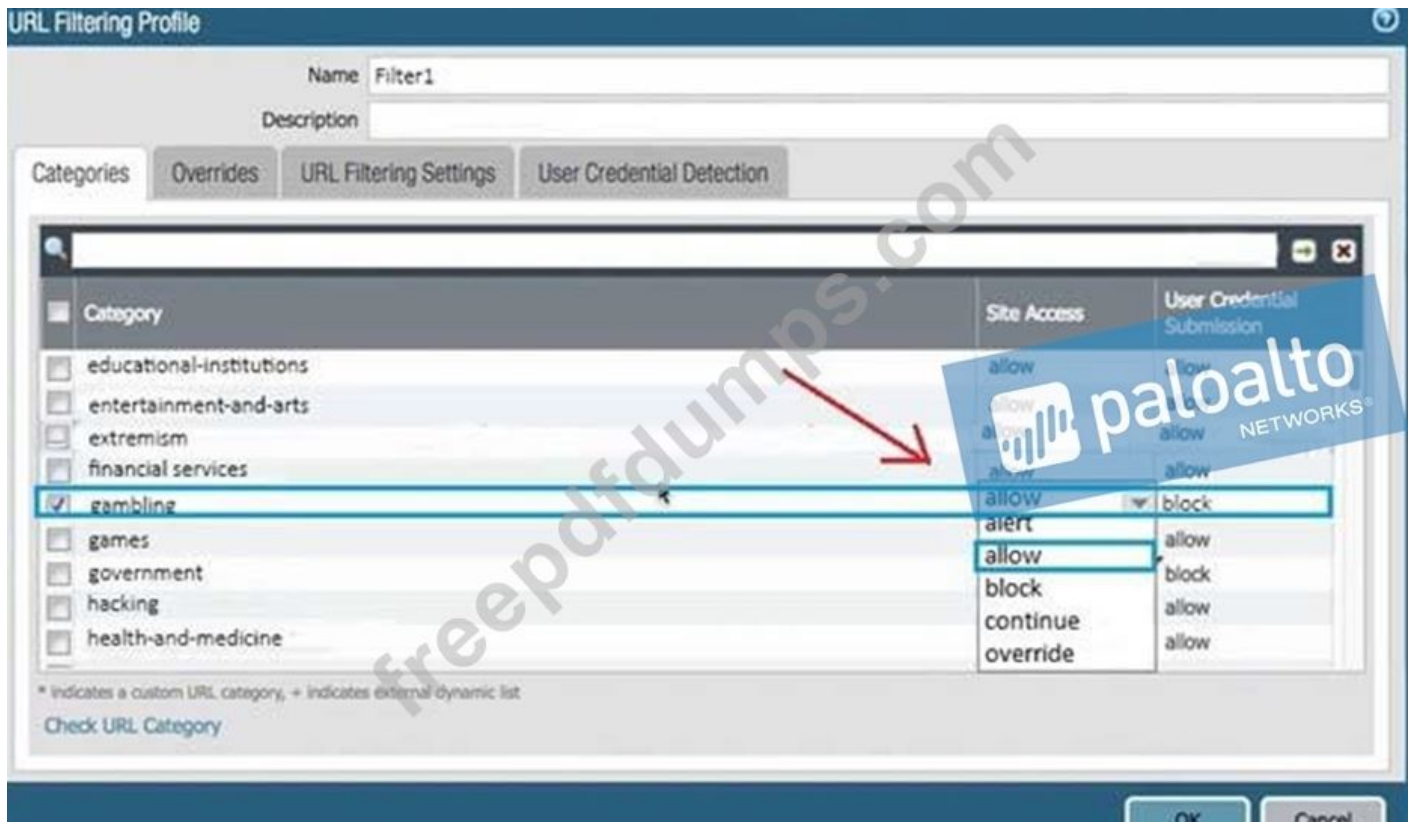 URL Filtering Profile
Name Filter1
Description
Categories Overrides URL Filtering Settings User Credential Detection
Category Site Access User Credential Submission
educational-institutions allow allow
entertainment-and-arts allow
extremism allow
financial services allow allow
gambling allow block
games allow
government block
hacking allow
health-and-medicine allow
alert
allow
block
continue
override
* indicates a custom URL category, + indicates external dynamic list
Check URL Category
OK Cancel
freepdfdumps.com
paloalto
NETWORKS®